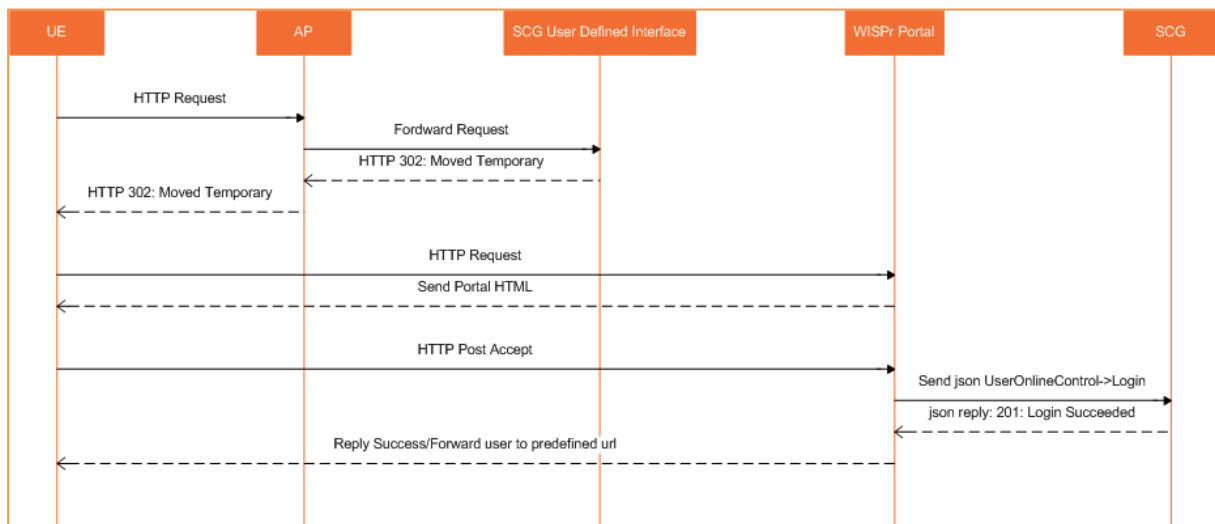 UE
AP
SCG User Defined Interface
WISPr Portal
SCG
HTTP Request
Fordward Request
HTTP 302: Moved Temporary
HTTP 302: Moved Temporary
HTTP Request
Send Portal HTML
HTTP Post Accept
Send json UserOnlineControl->Login
json reply: 201: Login Succeeded
Reply Success/Forward user to predefined url